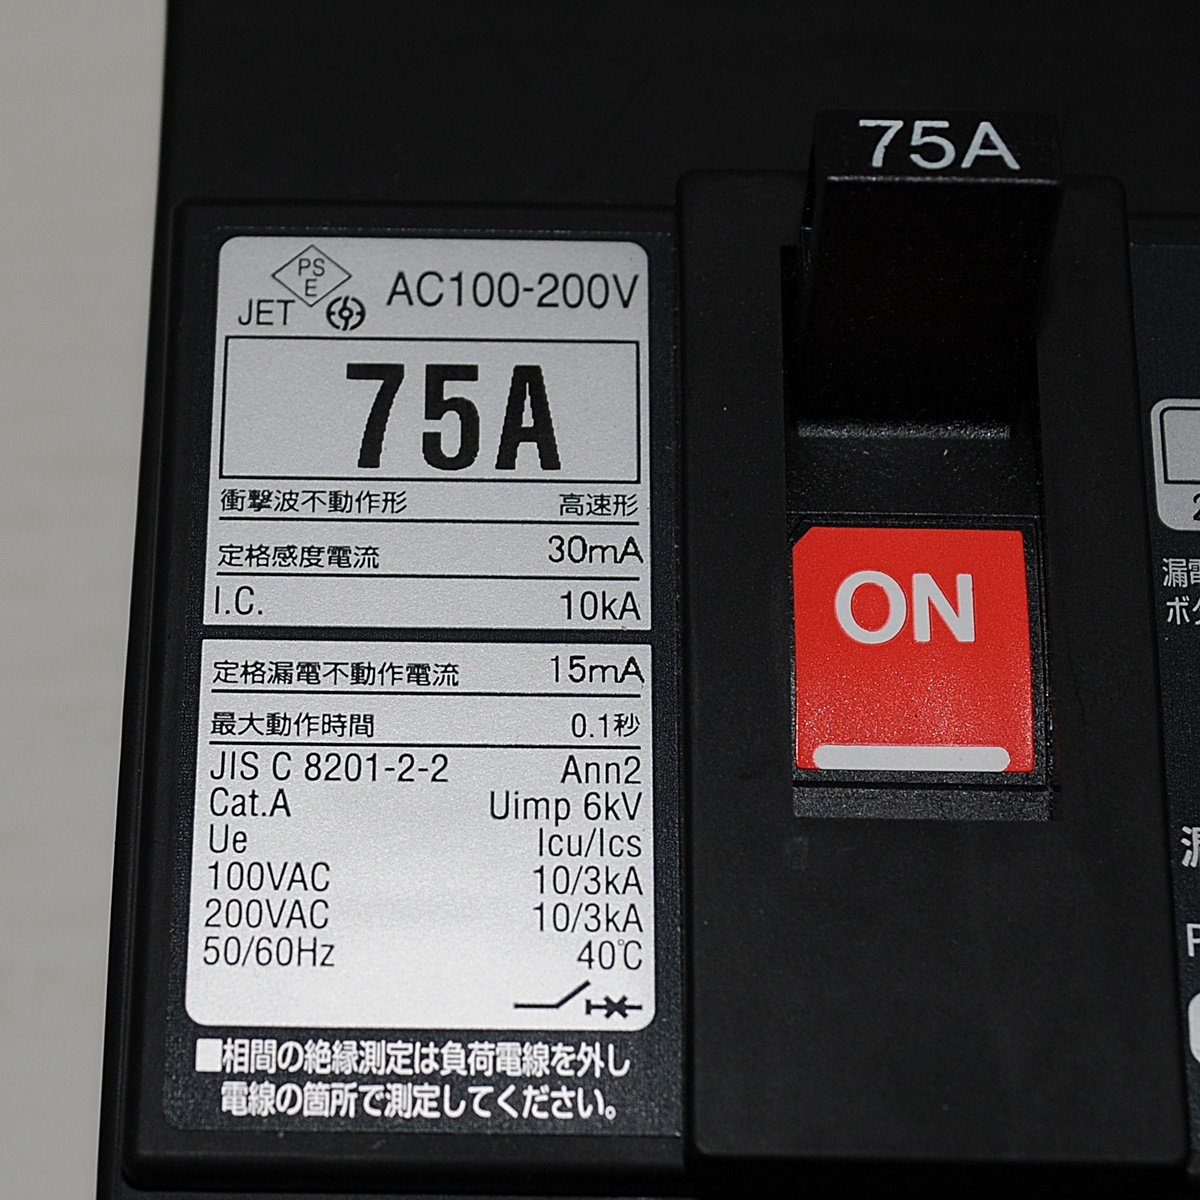 75A
PS
E
JET
AC100-200V
75A
衝撃波不動作形 高速形
定格感度電流 30mA
I.C. 10kA
定格漏電不動作電流 15mA
最大動作時間 0.1秒
JIS C 8201-2-2 Ann2
Cat.A Uimp 6kV
Ue Icu/Ics
100VAC 10/3kA
200VAC 10/3kA
50/60Hz 40℃
■相間の絶縁測定は負荷電線を外し
電線の箇所で測定してください。
ON
漏電
ボタ